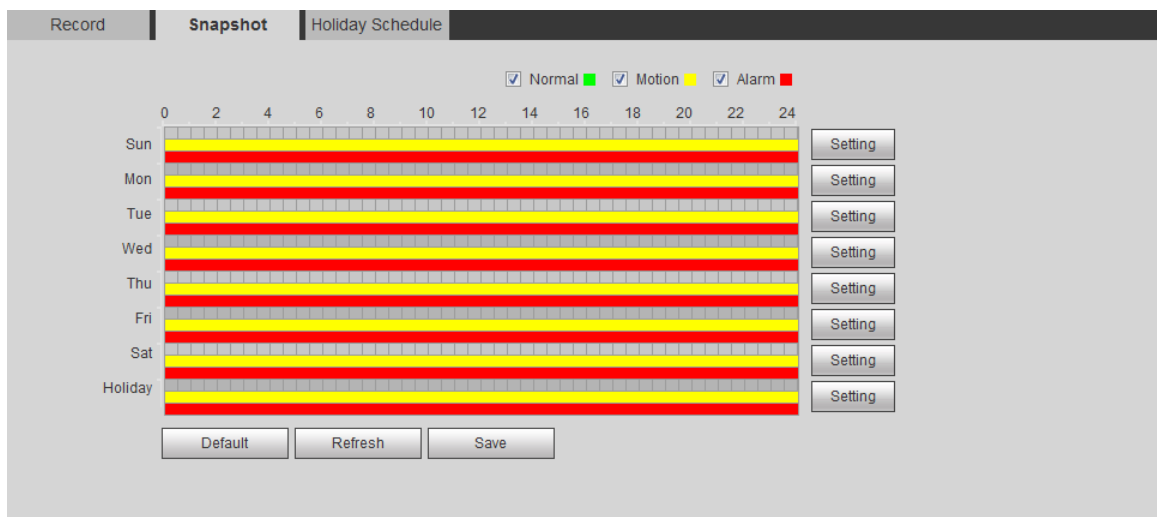 Record Snapshot Holiday Schedule
Normal Motion Alarm
0 2 4 6 8 10 12 14 16 18 20 22 24
Sun Setting
Mon Setting
Tue Setting
Wed Setting
Thu Setting
Fri Setting
Sat Setting
Holiday Setting
Default Refresh Save